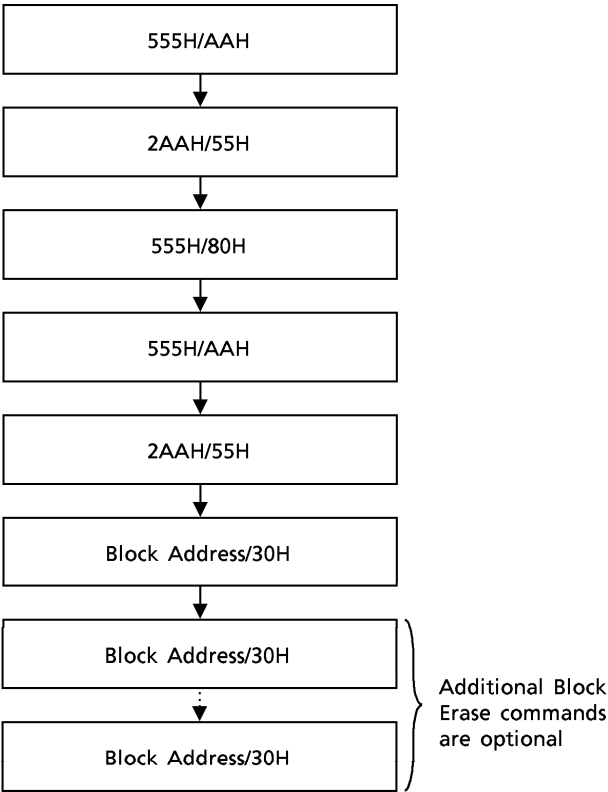 555H/AAH
2AAH/55H
555H/80H
555H/AAH
2AAH/55H
Block Address/30H
Block Address/30H
Block Address/30H
Additional Block
Erase commands
are optional